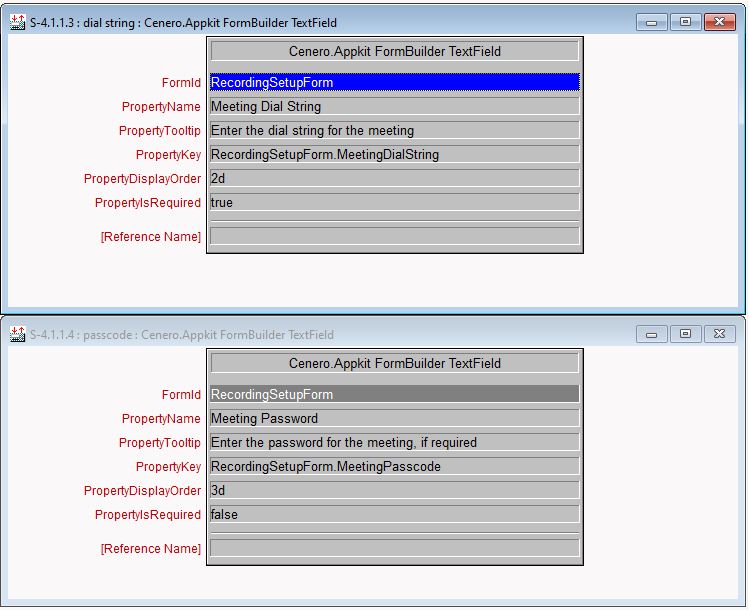 S-4.1.1.3 : dial string : Cenero.Appkit FormBuilder TextField
Cenero.Appkit FormBuilder TextField
FormId RecordingSetupForm
PropertyName Meeting Dial String
PropertyTooltip Enter the dial string for the meeting
PropertyKey RecordingSetupForm.MeetingDialString
PropertyDisplayOrder 2d
PropertyIsRequired true
[Reference Name]
S-4.1.1.4 : passcode : Cenero.Appkit FormBuilder TextField
Cenero.Appkit FormBuilder TextField
FormId RecordingSetupForm
PropertyName Meeting Password
PropertyTooltip Enter the password for the meeting, if required
PropertyKey RecordingSetupForm.MeetingPasscode
PropertyDisplayOrder 3d
PropertyIsRequired false
[Reference Name]